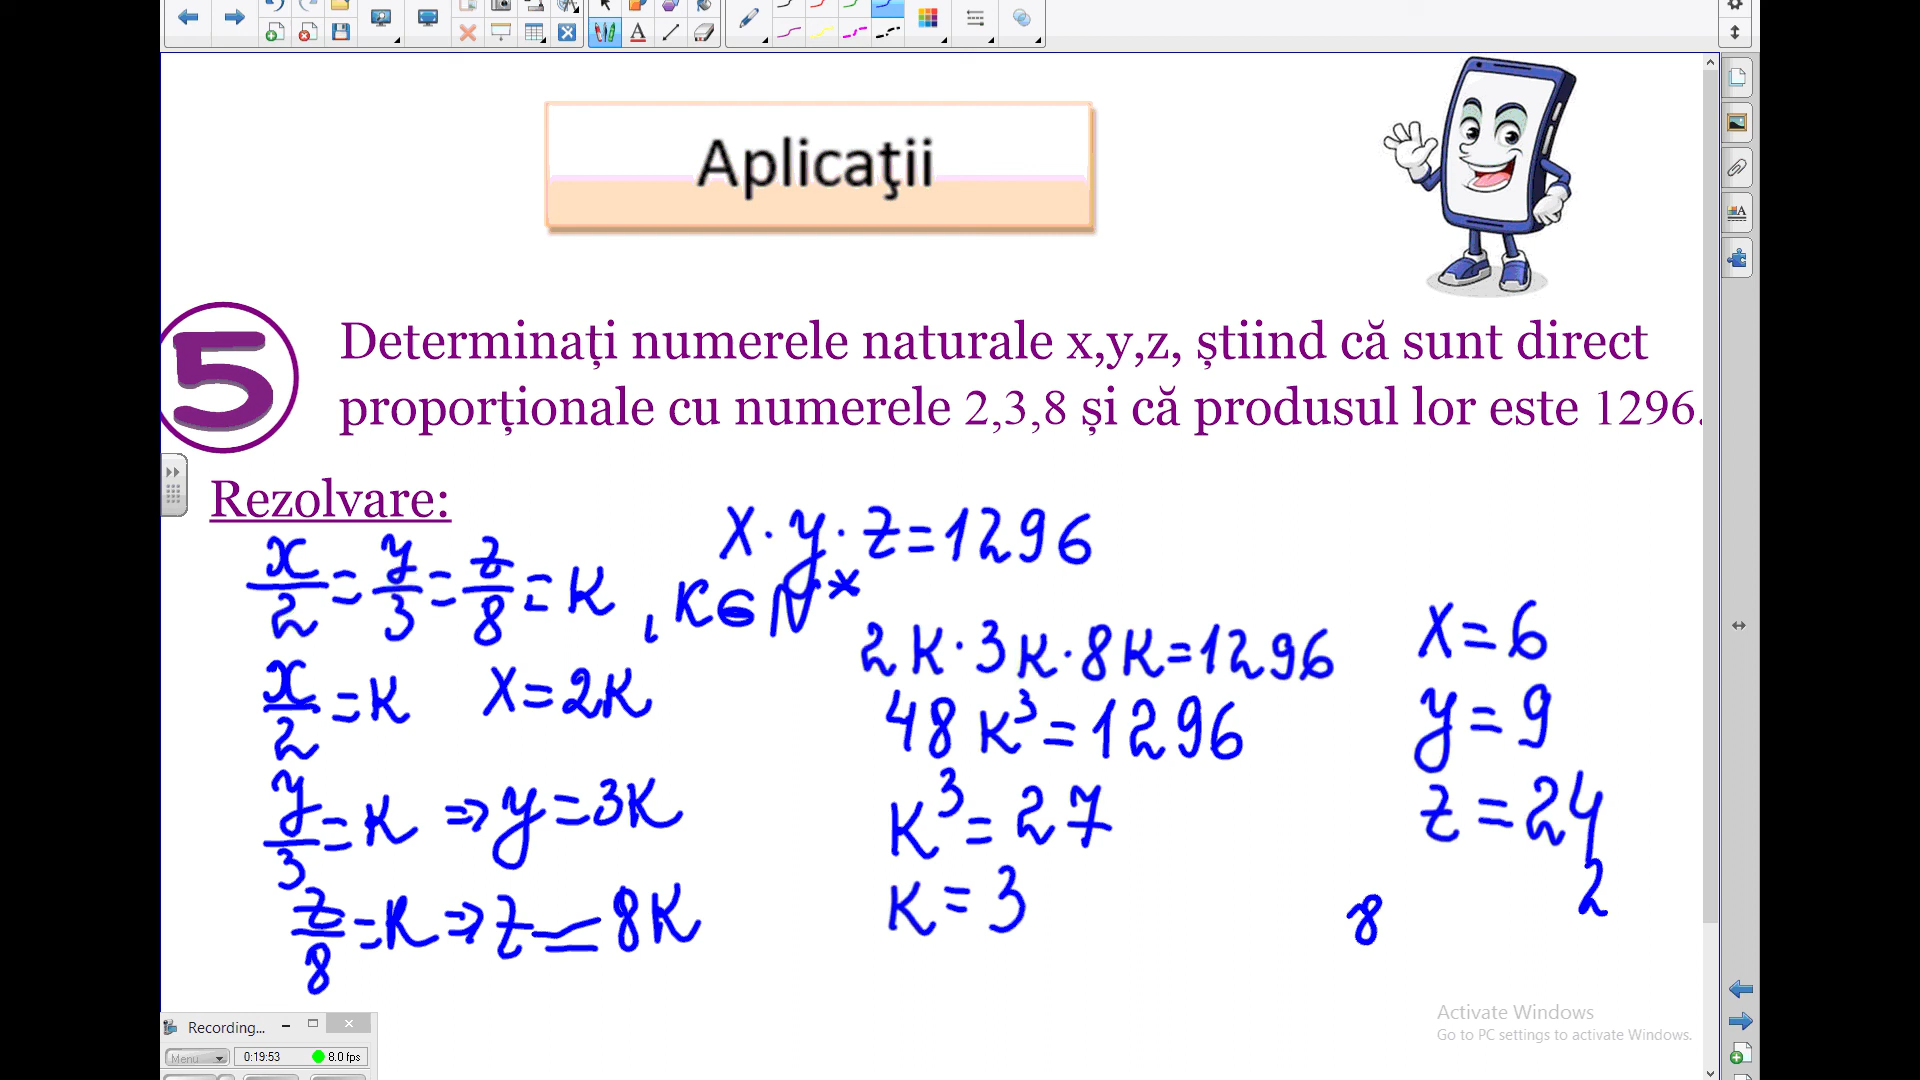 Aplicaţii
5
Determinați numerele naturale x,y,z, știind că sunt direct
proporționale cu numerele 2,3,8 și că produsul lor este 1296.
Rezolvare:
x/2 = y/3 = z/8 = K , K∈N*
x/2 = K x = 2K
y/3 = K ⇒ y = 3K
z/8 = K ⇒ z = 8K
x · y · z = 1296
2K · 3K · 8K = 1296
48K³ = 1296
K³ = 27
K = 3
x = 6
y = 9
z = 24
8
2
Activate Windows
Go to PC settings to activate Windows.
Recording...
Menu
0:19:53
8.0 fps